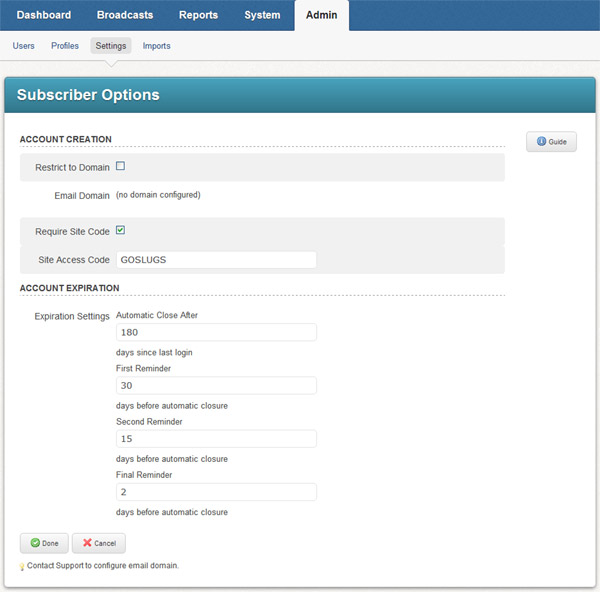 Dashboard Broadcasts Reports System Admin
Users Profiles Settings Imports
Subscriber Options
ACCOUNT CREATION
Guide
Restrict to Domain
Email Domain (no domain configured)
Require Site Code
Site Access Code GOSLUGS
ACCOUNT EXPIRATION
Expiration Settings Automatic Close After
180
days since last login
First Reminder
30
days before automatic closure
Second Reminder
15
days before automatic closure
Final Reminder
2
days before automatic closure
Done Cancel
Contact Support to configure email domain.